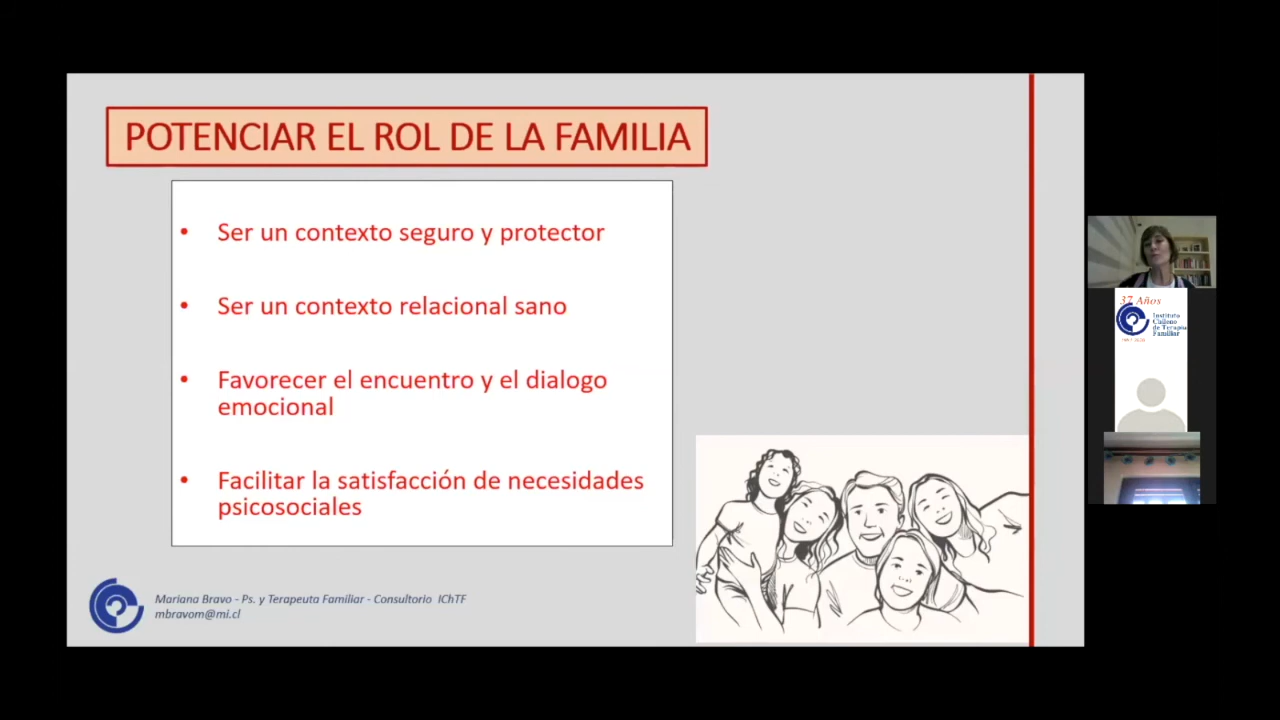 POTENCIAR EL ROL DE LA FAMILIA
• Ser un contexto seguro y protector
• Ser un contexto relacional sano
• Favorecer el encuentro y el dialogo
emocional
• Facilitar la satisfacción de necesidades
psicosociales
Mariana Bravo - Ps. y Terapeuta Familiar - Consultorio IChTF
mbravom@mi.cl
37 Años
Instituto
Chileno
de Terapia
Familiar